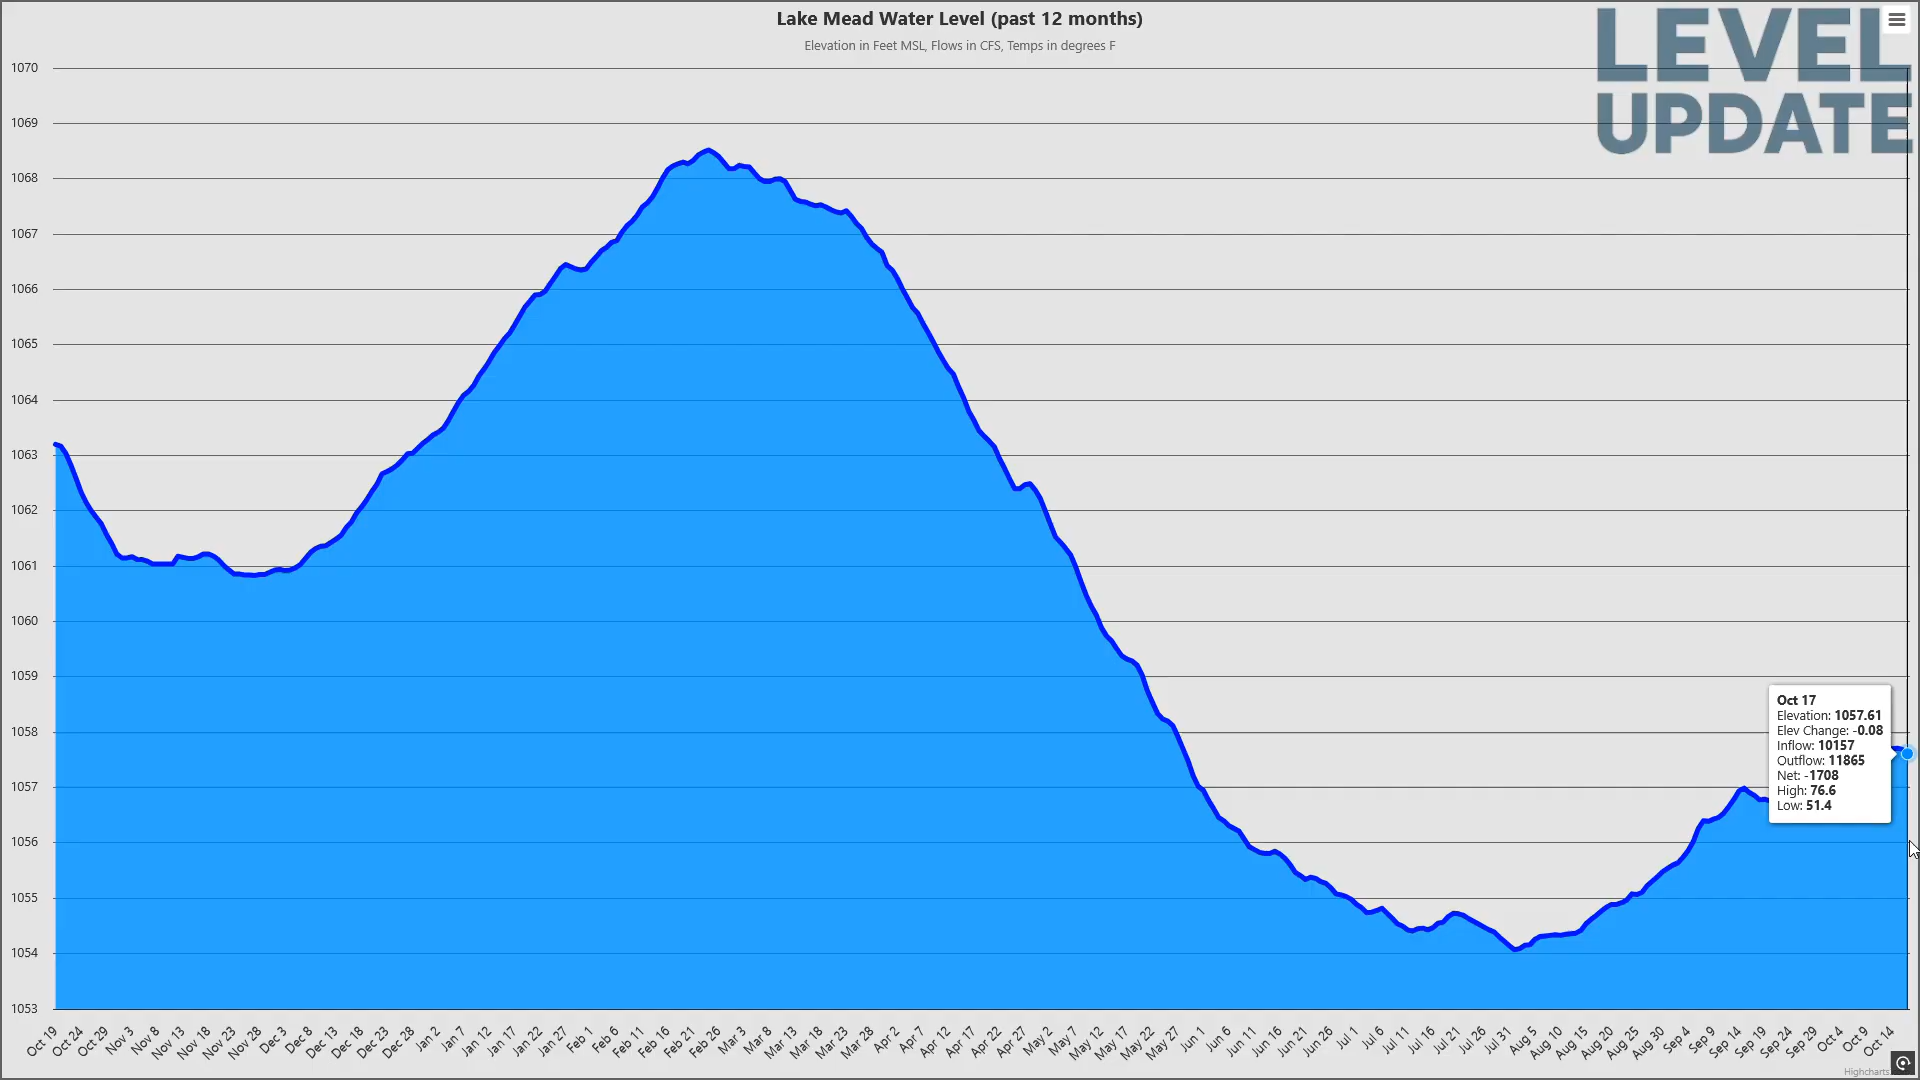 Lake Mead Water Level (past 12 months)
Elevation in Feet MSL, Flows in CFS, Temps in degrees F
LEVEL
UPDATE
1070
1069
1068
1067
1066
1065
1064
1063
1062
1061
1060
1059
1058
1057
1056
1055
1054
1053
Oct 17
Elevation: 1057.61
Elev Change: -0.08
Inflow: 10157
Outflow: 11865
Net: -1708
High: 76.6
Low: 51.4
Oct 19
Oct 24
Oct 29
Nov 3
Nov 8
Nov 13
Nov 18
Nov 23
Nov 28
Dec 3
Dec 8
Dec 13
Dec 18
Dec 23
Dec 28
Jan 2
Jan 7
Jan 12
Jan 17
Jan 22
Jan 27
Feb 1
Feb 6
Feb 11
Feb 16
Feb 21
Feb 26
Mar 3
Mar 8
Mar 13
Mar 18
Mar 23
Mar 28
Apr 2
Apr 7
Apr 12
Apr 17
Apr 22
Apr 27
May 2
May 7
May 12
May 17
May 22
May 27
Jun 1
Jun 6
Jun 11
Jun 16
Jun 21
Jun 26
Jul 1
Jul 6
Jul 11
Jul 16
Jul 21
Jul 26
Jul 31
Aug 5
Aug 10
Aug 15
Aug 20
Aug 25
Aug 30
Sep 4
Sep 9
Sep 14
Sep 19
Sep 24
Sep 29
Oct 4
Oct 9
Oct 14
Highcharts